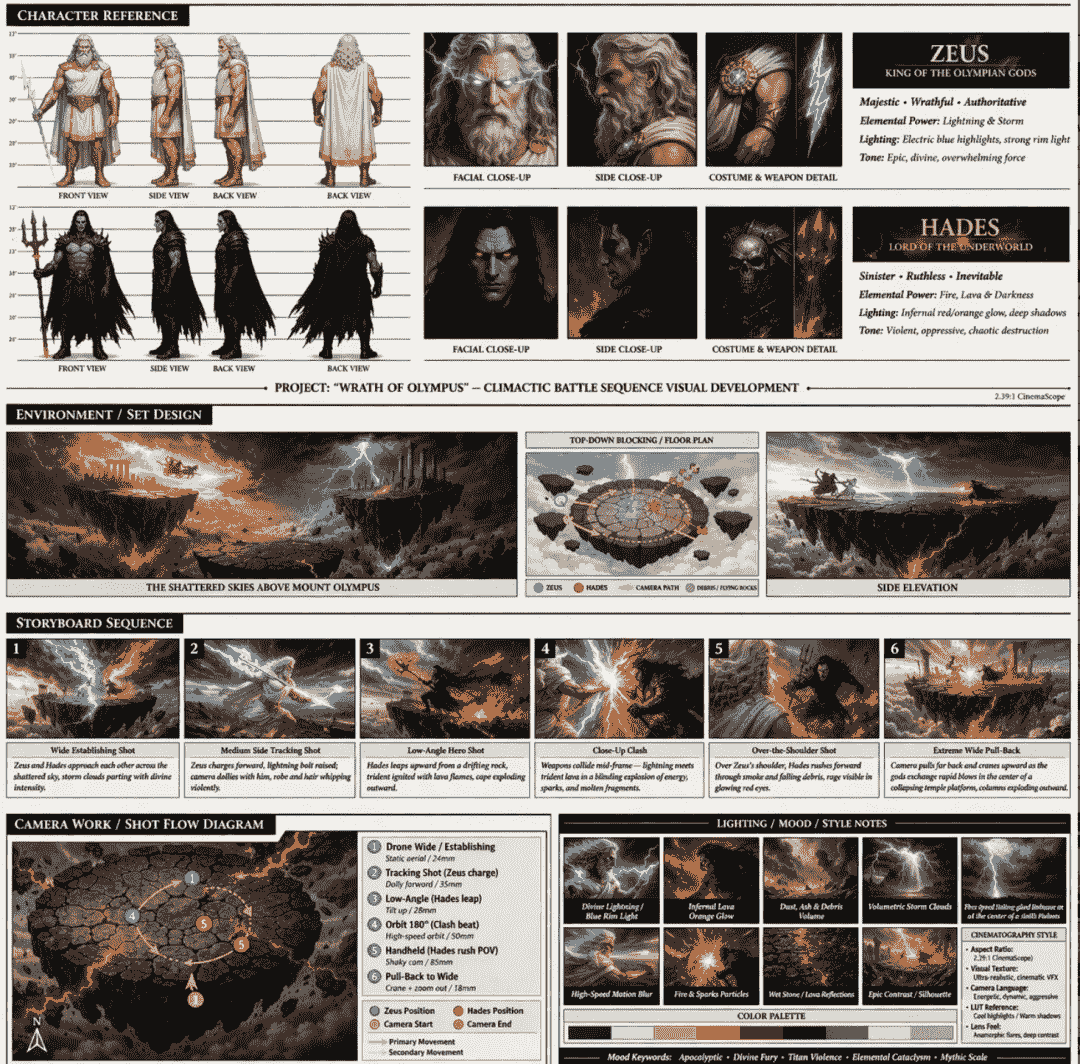 CHARACTER REFERENCE
FRONT VIEW
SIDE VIEW
BACK VIEW
BACK VIEW
FACIAL CLOSE-UP
SIDE CLOSE-UP
COSTUME & WEAPON DETAIL
ZEUS
KING OF THE OLYMPIAN GODS
Majestic • Wrathful • Authoritative
Elemental Power: Lightning & Storm
Lighting: Electric blue highlights, strong rim light
Tone: Epic, divine, overwhelming force
FRONT VIEW
SIDE VIEW
BACK VIEW
BACK VIEW
FACIAL CLOSE-UP
SIDE CLOSE-UP
COSTUME & WEAPON DETAIL
HADES
LORD OF THE UNDERWORLD
Sinister • Ruthless • Inevitable
Elemental Power: Fire, Lava & Darkness
Lighting: Infernal red/orange glow, deep shadows
Tone: Violent, oppressive, chaotic destruction
PROJECT: "WRATH OF OLYMPUS" – CLIMACTIC BATTLE SEQUENCE VISUAL DEVELOPMENT
2.39:1 CinemaScope
ENVIRONMENT / SET DESIGN
THE SHATTERED SKIES ABOVE MOUNT OLYMPUS
TOP-DOWN BLOCKING / FLOOR PLAN
ZEUS
HADES
CAMERA PATH
DEBRIS / FLYING ROCKS
SIDE ELEVATION
STORYBOARD SEQUENCE
1
Wide Establishing Shot
Zeus and Hades approach each other across the
shattered sky, storm clouds parting with divine
intensity.
2
Medium Side Tracking Shot
Zeus charges forward, lightning bolt raised;
camera dollies with him, robe and hair whipping
violently.
3
Low-Angle Hero Shot
Hades leaps upward from a drifting rock,
trident ignited with lava flames, cape exploding
outward.
4
Close-Up Clash
Weapons collide mid-frame — lightning meets
trident lava in a blinding explosion of energy,
sparks, and molten fragments.
5
Over-the-Shoulder Shot
Over Zeus's shoulder, Hades rushes forward
through smoke and falling debris, rage visible in
glowing red eyes.
6
Extreme Wide Pull-Back
Camera pulls far back and cranes upward as the
gods exchange rapid blows in the center of a
collapsing temple platform, columns exploding outward.
CAMERA WORK / SHOT FLOW DIAGRAM
1
4
5
5
N
1 Drone Wide / Establishing
Static aerial / 24mm
2 Tracking Shot (Zeus charge)
Dolly forward / 35mm
3 Low-Angle (Hades leap)
Tilt up / 28mm
4 Orbit 180° (Clash beat)
High-speed orbit / 50mm
5 Handheld (Hades rush POV)
Shaky cam / 85mm
6 Pull-Back to Wide
Crane + zoom out / 18mm
Zeus Position
Hades Position
Camera Start
Camera End
Primary Movement
Secondary Movement
LIGHTING / MOOD / STYLE NOTES
Divine Lightning /
Blue Rim Light
Infernal Lava
Orange Glow
Dust, Ash & Debris
Volumetric Storm Clouds
Volume
of the center of a
High-Speed Motion Blur
Fire & Sparks Particles
Wet Stone / Lava Reflections
Epic Contrast / Silhouette
CINEMATOGRAPHY STYLE
• Aspect Ratio:
2.29:1 CinemaScope)
• Visual Texture:
Ultra-realistic, cinematic VFX
• Camera Language:
Energetic, dynamic, aggressive
• LUT Reference:
Cool highlights / Warm shadows
• Lens Feel:
Anamorphic flares, deep contrast
COLOR PALETTE
Mood Keywords: Apocalyptic • Divine Fury • Titan Violence • Elemental Cataclysm • Mythic Scale